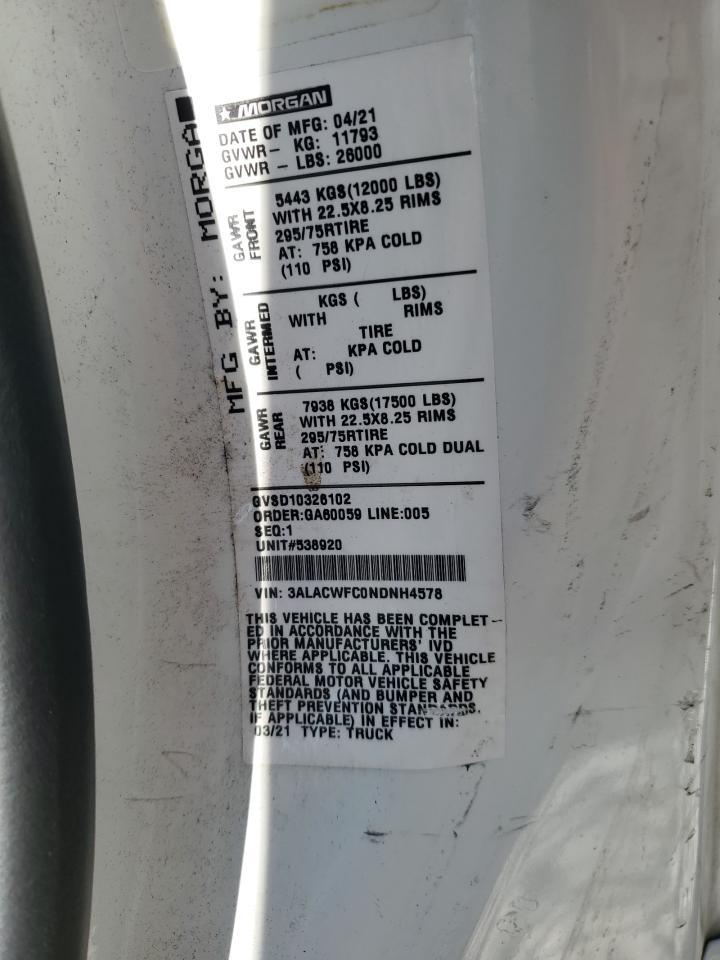 MFG BY: MORGA
MORGAN
DATE OF MFG: 04/21
GVWR- KG: 11793
GVWR - LBS: 26000
GAWR FRONT
5443 KGS(12000 LBS)
WITH 22.5X8.25 RIMS
295/75RTIRE
AT: 758 KPA COLD
(110 PSI)
GAWR INTERMED
KGS ( LBS)
WITH RIMS
TIRE
AT: KPA COLD
( PSI)
GAWR REAR
7938 KGS(17500 LBS)
WITH 22.5X8.25 RIMS
295/75RTIRE
AT: 758 KPA COLD DUAL
(110 PSI)
GVSD10326102
ORDER:GA60059 LINE:005
SEQ:1
UNIT#538920
VIN: 3ALACWFC0NDNH4578
THIS VEHICLE HAS BEEN COMPLET-
ED IN ACCORDANCE WITH THE
PRIOR MANUFACTURERS' IVD
WHERE APPLICABLE. THIS VEHICLE
CONFORMS TO ALL APPLICABLE
FEDERAL MOTOR VEHICLE SAFETY
STANDARDS (AND BUMPER AND
THEFT PREVENTION STANDARDS,
IF APPLICABLE) IN EFFECT IN:
03/21 TYPE: TRUCK